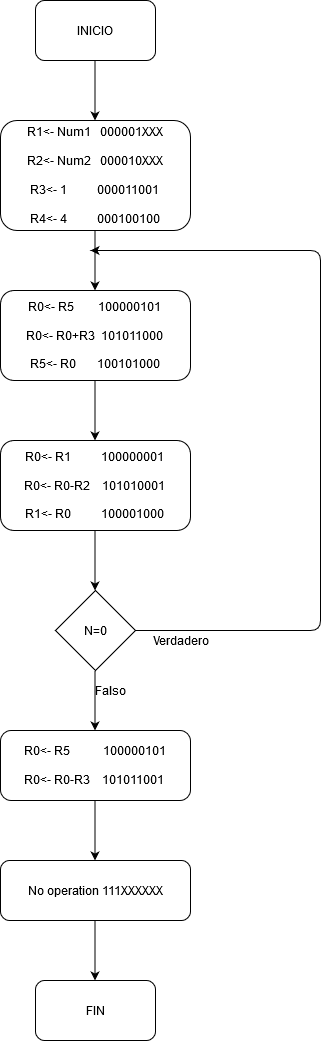 INICIO
R1<- Num1 000001XXX
R2<- Num2 000010XXX
R3<- 1 000011001
R4<- 4 000100100
R0<- R5 100000101
R0<- R0+R3 101011000
R5<- R0 100101000
R0<- R1 100000001
R0<- R0-R2 101010001
R1<- R0 100001000
N=0
Verdadero
Falso
R0<- R5 100000101
R0<- R0-R3 101011001
No operation 111XXXXXX
FIN